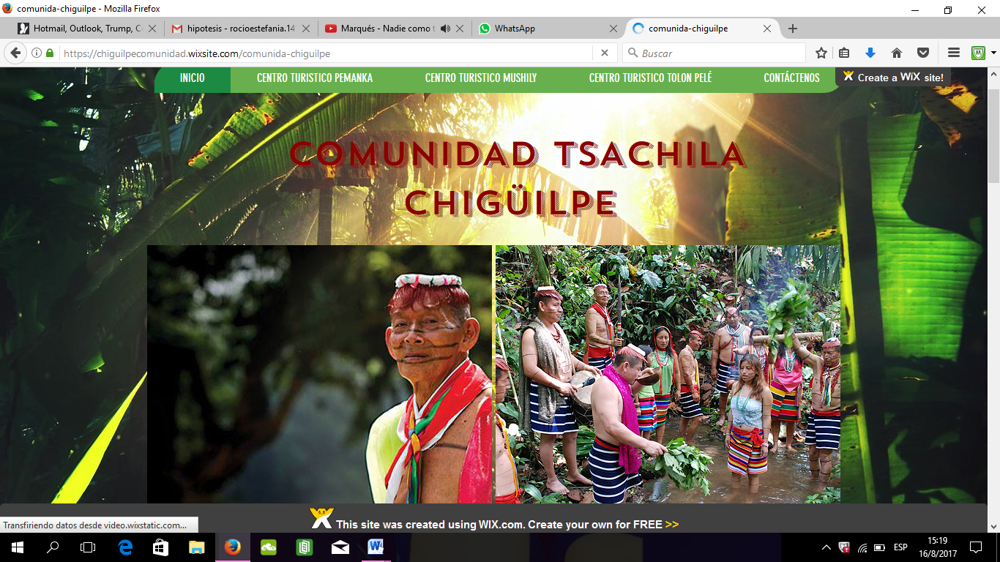 comunida-chiguilpe - Mozilla Firefox
Hotmail, Outlook, Trump, C
hipotesis - rocioestefania.14
Marqués - Nadie como t
WhatsApp
comunida-chiguilpe
https://chiguilpecomunidad.wixsite.com/comunida-chiguilpe
Buscar
INICIO
CENTRO TURISTICO PEMANKA
CENTRO TURISTICO MUSHILY
CENTRO TURISTICO TOLON PELÉ
CONTÁCTENOS
Create a WiX site!
COMUNIDAD TSACHILA
CHIGÜILPE
This site was created using WIX.com. Create your own for FREE >>
Transfiriendo datos desde video.wixstatic.com...
ESP
15:19
16/8/2017